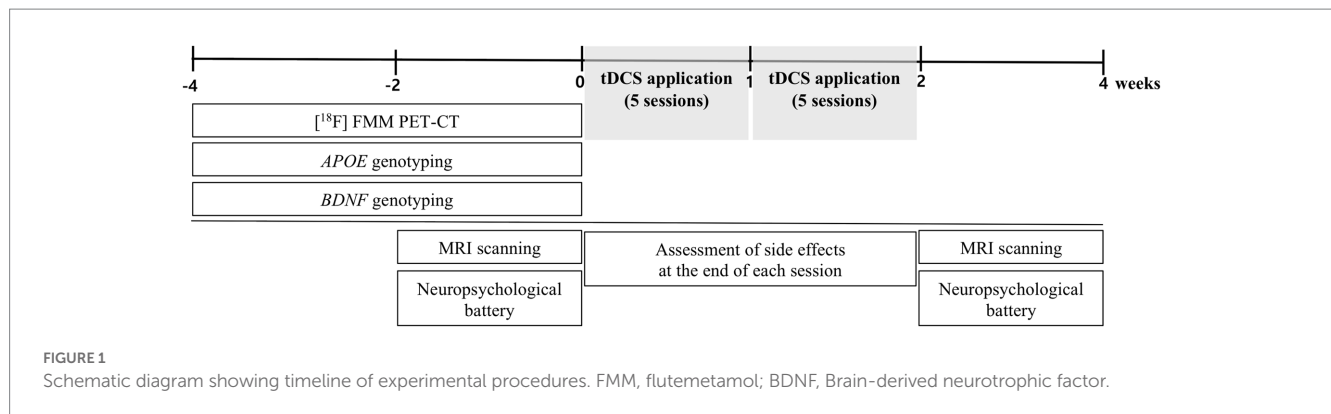 -4 -2 0 1 2 4 weeks
tDCS application
(5 sessions)
tDCS application
(5 sessions)
[¹⁸F] FMM PET-CT
APOE genotyping
BDNF genotyping
MRI scanning
Assessment of side effects
at the end of each session
MRI scanning
Neuropsychological
battery
Neuropsychological
battery
FIGURE 1
Schematic diagram showing timeline of experimental procedures. FMM, flutemetamol; BDNF, Brain-derived neurotrophic factor.